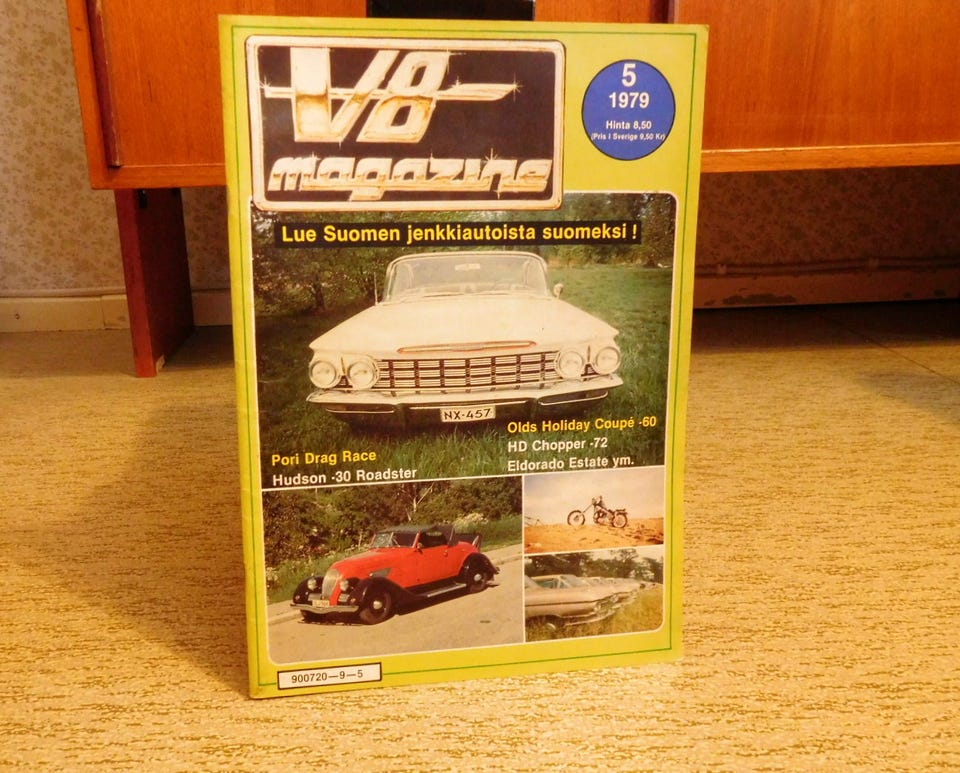 V8
magazine
5
1979
Hinta 8,50
(Pris i Sverige 9,50 Kr)
Lue Suomen jenkkiautoista suomeksi !
NX-457
Olds Holiday Coupé -60
HD Chopper -72
Eldorado Estate ym.
Pori Drag Race
Hudson -30 Roadster
900720—9—5